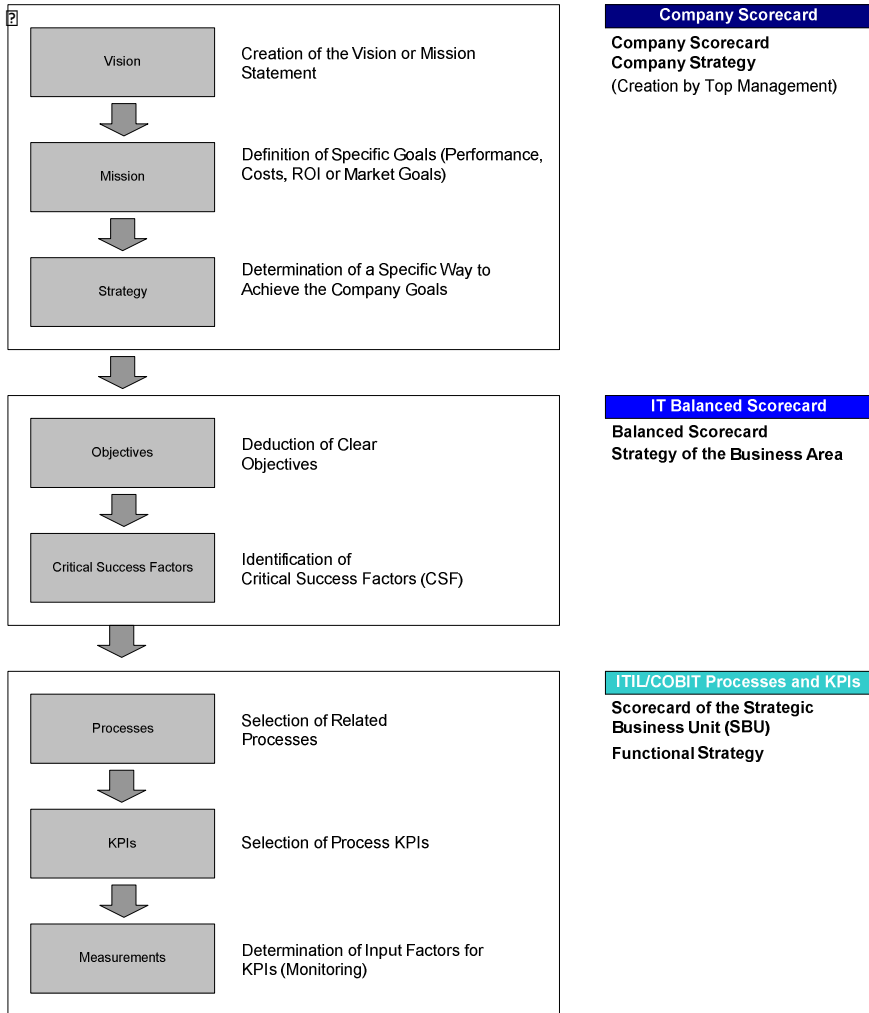 Company Scorecard
Vision
Creation of the Vision or Mission
Statement
Company Scorecard
Company Strategy
(Creation by Top Management)
Mission
Definition of Specific Goals (Performance,
Costs, ROI or Market Goals)
Strategy
Determination of a Specific Way to
Achieve the Company Goals
IT Balanced Scorecard
Objectives
Deduction of Clear
Objectives
Balanced Scorecard
Strategy of the Business Area
Critical Success Factors
Identification of
Critical Success Factors (CSF)
ITIL/COBIT Processes and KPIs
Processes
Selection of Related
Processes
Scorecard of the Strategic
Business Unit (SBU)
Functional Strategy
KPIs
Selection of Process KPIs
Measurements
Determination of Input Factors for
KPIs (Monitoring)